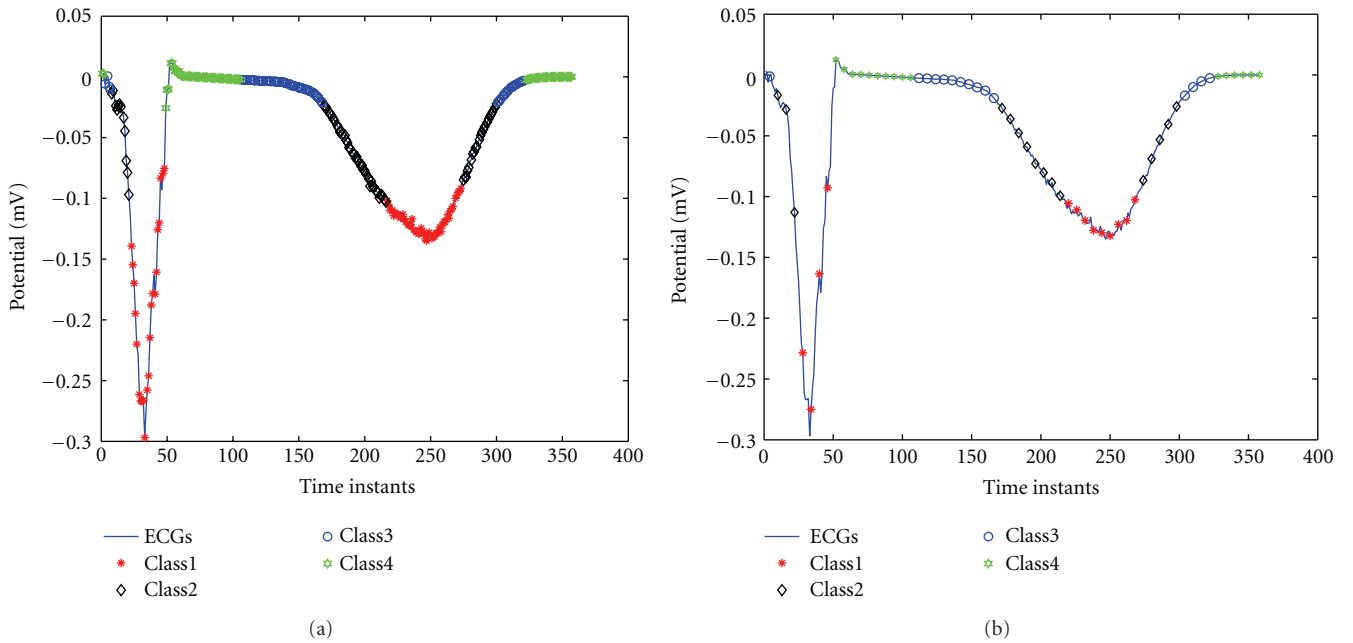 0.05
0
−0.05
−0.1
−0.15
−0.2
−0.25
−0.3
Potential (mV)
0 50 100 150 200 250 300 350 400
Time instants
ECGs
Class1
Class2
Class3
Class4
(a)
0.05
0
−0.05
−0.1
−0.15
−0.2
−0.25
−0.3
Potential (mV)
0 50 100 150 200 250 300 350 400
Time instants
ECGs
Class1
Class2
Class3
Class4
(b)